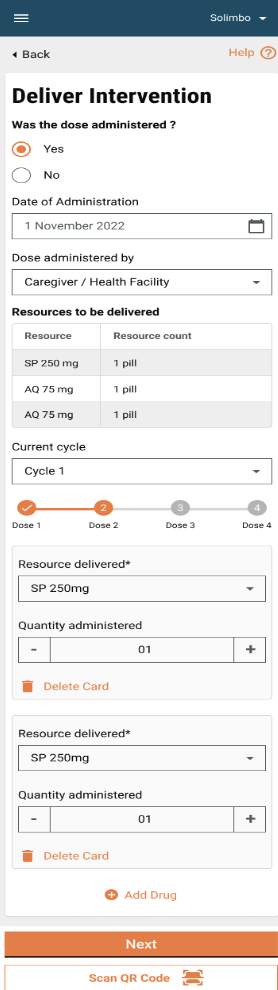 Solimbo
Back
Help
Deliver Intervention
Was the dose administered ?
Yes
No
Date of Administration
1 November 2022
Dose administered by
Caregiver / Health Facility
Resources to be delivered
Resource Resource count
SP 250 mg 1 pill
AQ 75 mg 1 pill
AQ 75 mg 1 pill
Current cycle
Cycle 1
2 3 4
Dose 1 Dose 2 Dose 3 Dose 4
Resource delivered*
SP 250mg
Quantity administered
- 01 +
Delete Card
Resource delivered*
SP 250mg
Quantity administered
- 01 +
Delete Card
Add Drug
Next
Scan QR Code